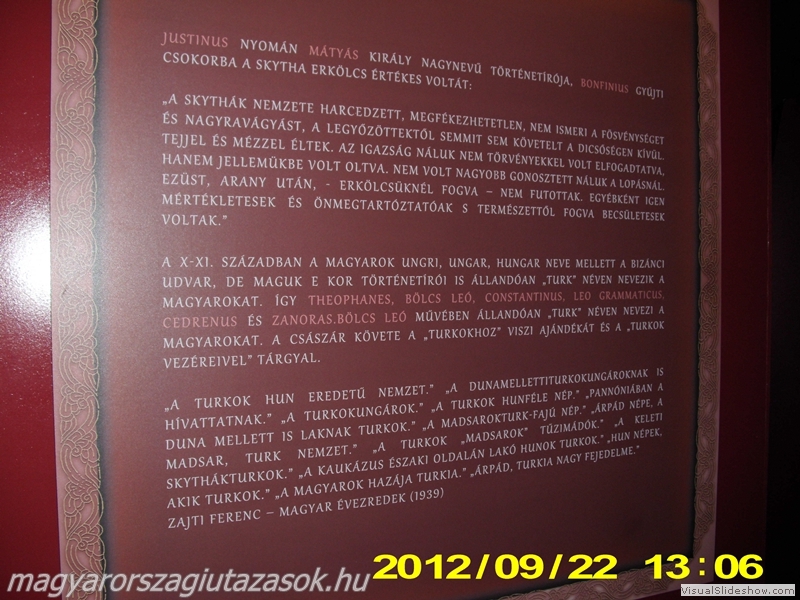 JUSTINUS NYOMÁN MÁTYÁS KIRÁLY NAGYNEVŰ TÖRTÉNETÍRÓJA, BONFINIUS GYŰJTI
CSOKORBA A SKYTHA ERKÖLCS ÉRTÉKES VOLTÁT:
„A SKYTHÁK NEMZETE HARCEDZETT, MEGFÉKEZHETETLEN, NEM ISMERI A FÖSVÉNYSÉGET
ÉS NAGYRAVÁGYÁST, A LEGYŐZÖTTEKTŐL SEMMIT SEM KÖVETELT A DICSŐSÉGEN KÍVÜL.
TEJJEL ÉS MÉZZEL ÉLTEK. AZ IGAZSÁG NÁLUK NEM TÖRVÉNYEKKEL VOLT ELFOGADTATVA,
HANEM JELLEMÜKBE VOLT OLTVA. NEM VOLT NAGYOBB GONOSZTETT NÁLUK A LOPÁSNÁL.
EZÜST, ARANY UTÁN, - ERKÖLCSÜKNÉL FOGVA – NEM FUTOTTAK. EGYÉBKÉNT IGEN
MÉRTÉKLETESEK ÉS ÖNMEGTARTÓZTATÓAK S TERMÉSZETTŐL FOGVA BECSÜLETESEK
VOLTAK."
A X-XI. SZÁZADBAN A MAGYAROK UNGRI, UNGAR, HUNGAR NEVE MELLETT A BIZÁNCI
UDVAR, DE MAGUK E KOR TÖRTÉNETÍRÓI IS ÁLLANDÓAN „TURK" NÉVEN NEVEZIK A
MAGYAROKAT. ÍGY THEOPHANES, BÖLCS LEÓ, CONSTANTINUS, LEO GRAMMATICUS,
CEDRENUS ÉS ZANORAS.BÖLCS LEÓ MŰVÉBEN ÁLLANDÓAN „TURK" NÉVEN NEVEZI A
MAGYAROKAT. A CSÁSZÁR KÖVETE A „TURKOKHOZ" VISZI AJÁNDÉKÁT ÉS A „TURKOK
VEZÉREIVEL" TÁRGYAL.
„A TURKOK HUN EREDETŰ NEMZET." „A DUNAMELLETTITURKOKUNGÁROKNAK IS
HÍVATTATNAK." „A TURKOKUNGÁROK." „A TURKOK HUNFÉLE NÉP." „PANNÓNIÁBAN A
DUNA MELLETT IS LAKNAK TURKOK." „A MADSAROKTURK-FAJÚ NÉP." „ÁRPÁD NÉPE, A
MADSAR, TURK NEMZET." „A TURKOK „MADSAROK" TŰZIMÁDÓK." „A KELETI
SKYTHÁKTURKOK." „A KAUKÁZUS ÉSZAKI OLDALÁN LAKÓ HUNOK TURKOK." „HUN NÉPEK,
AKIK TURKOK." „A MAGYAROK HAZÁJA TURKIA." „ÁRPÁD, TURKIA NAGY FEJEDELME."
ZAJTI FERENC – MAGYAR ÉVEZREDEK (1939)
2012/09/22 13:06
magyarorszagiutazasok.hu
VisualSlideshow.com